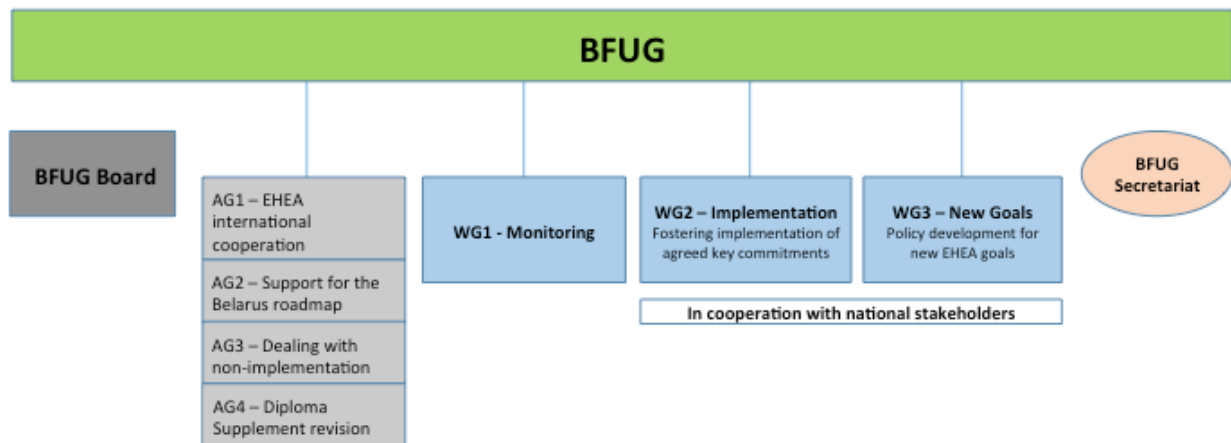 BFUG
BFUG Board
AG1 – EHEA
international
cooperation
AG2 – Support for the
Belarus roadmap
AG3 – Dealing with
non-implementation
AG4 – Diploma
Supplement revision
WG1 - Monitoring
WG2 – Implementation
Fostering implementation of
agreed key commitments
WG3 – New Goals
Policy development for
new EHEA goals
In cooperation with national stakeholders
BFUG
Secretariat